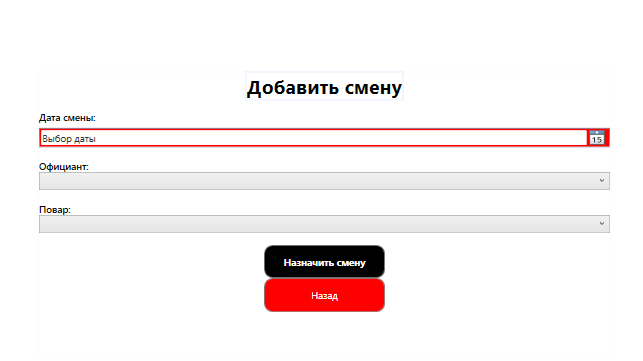 Добавить смену
Дата смены:
Выбор даты
15
Официант:
Повар:
Назначить смену
Назад